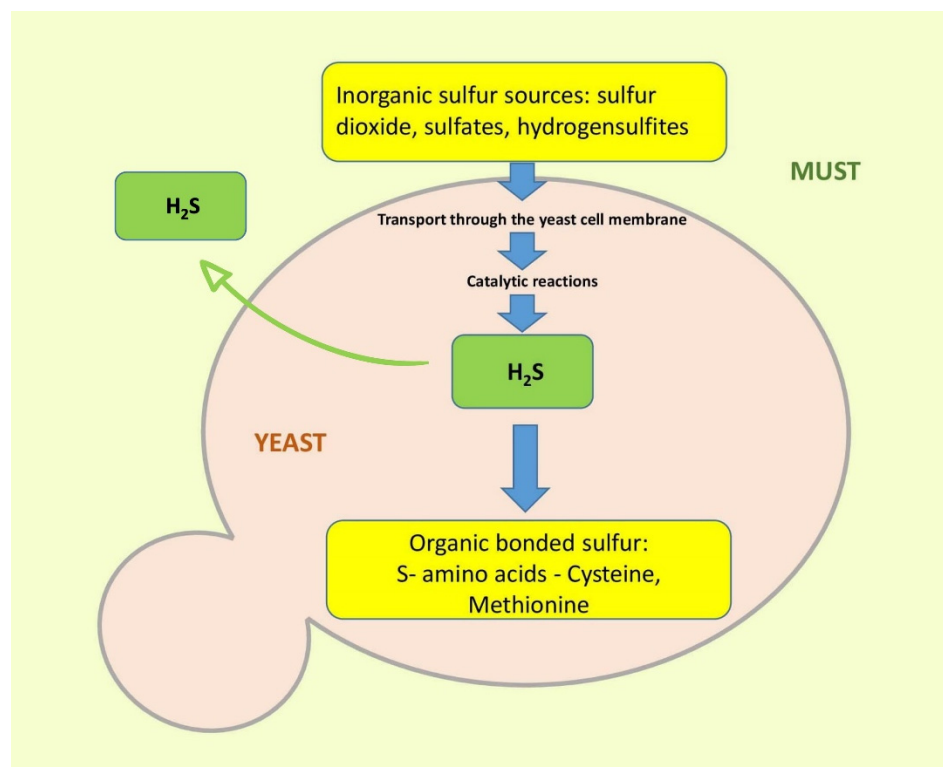 Inorganic sulfur sources: sulfur
dioxide, sulfates, hydrogensulfites
MUST
H₂S
Transport through the yeast cell membrane
Catalytic reactions
H₂S
YEAST
Organic bonded sulfur:
S- amino acids - Cysteine,
Methionine